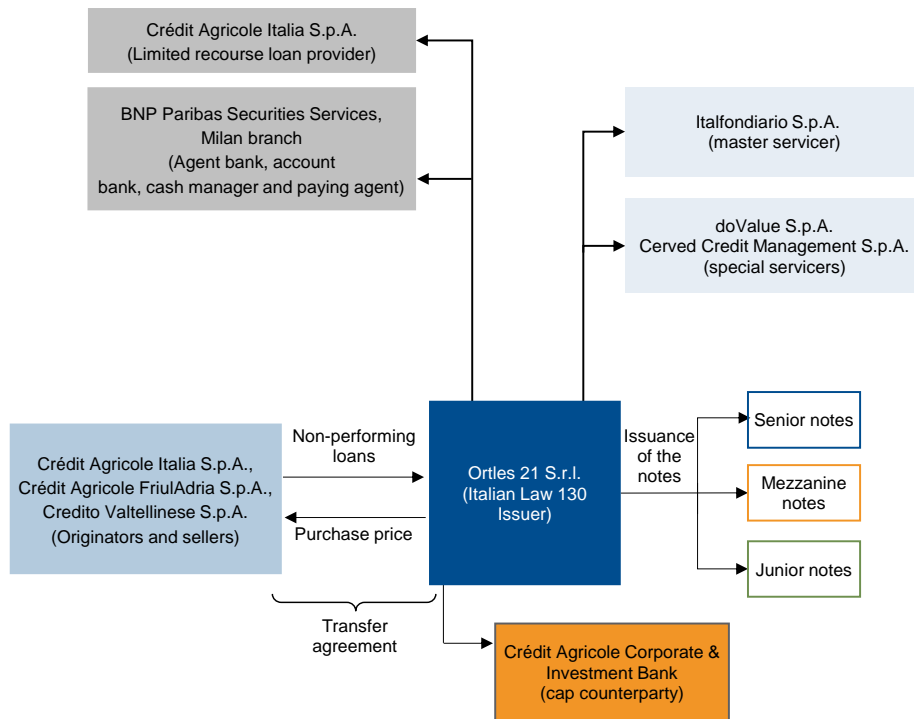 Crédit Agricole Italia S.p.A.
(Limited recourse loan provider)
BNP Paribas Securities Services,
Milan branch
(Agent bank, account
bank, cash manager and paying agent)
Italfondiario S.p.A.
(master servicer)
doValue S.p.A.
Cerved Credit Management S.p.A.
(special servicers)
Crédit Agricole Italia S.p.A.,
Crédit Agricole FriulAdria S.p.A.,
Credito Valtellinese S.p.A.
(Originators and sellers)
Non-performing
loans
Purchase price
Transfer
agreement
Ortles 21 S.r.l.
(Italian Law 130
Issuer)
Issuance
of the
notes
Senior notes
Mezzanine
notes
Junior notes
Crédit Agricole Corporate &
Investment Bank
(cap counterparty)